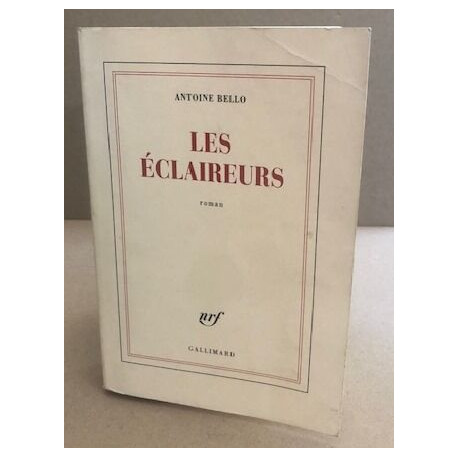 ANTOINE BELLO
LES
ÉCLAIREURS
roman
nrf
GALLIMARD